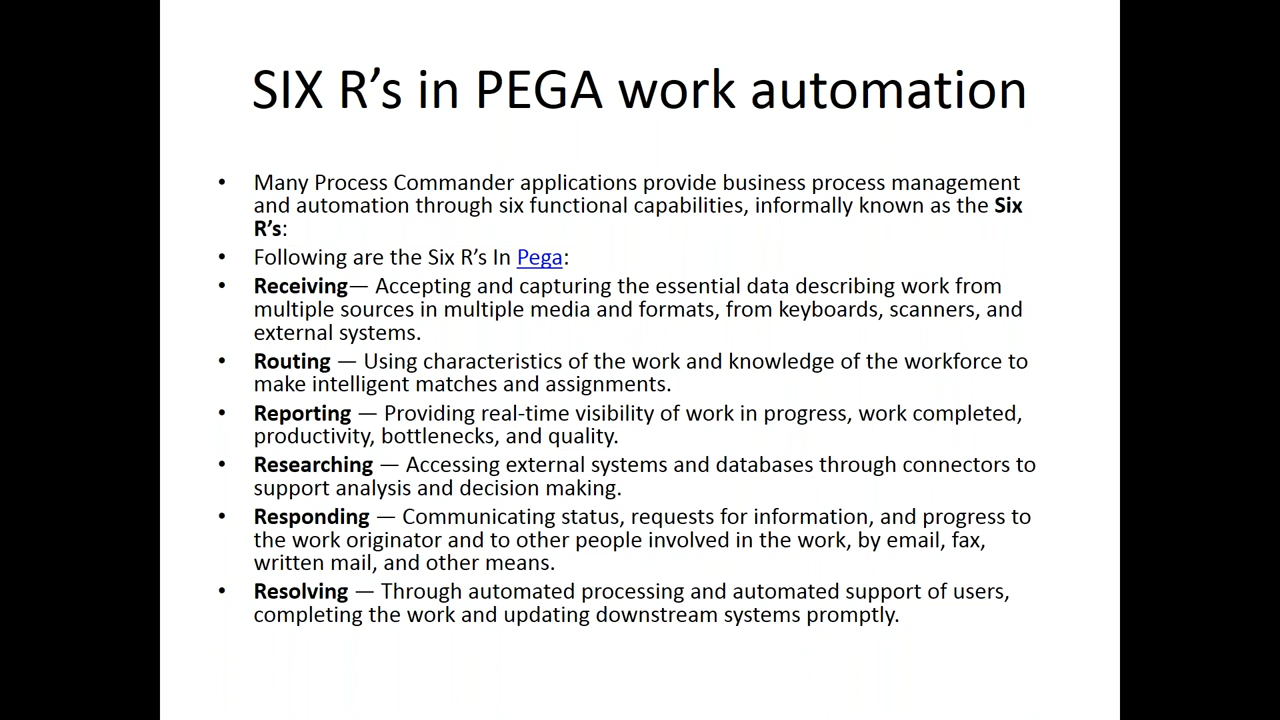 SIX R’s in PEGA work automation
• Many Process Commander applications provide business process management
and automation through six functional capabilities, informally known as the Six
R’s:
• Following are the Six R’s In Pega:
• Receiving— Accepting and capturing the essential data describing work from
multiple sources in multiple media and formats, from keyboards, scanners, and
external systems.
• Routing — Using characteristics of the work and knowledge of the workforce to
make intelligent matches and assignments.
• Reporting — Providing real-time visibility of work in progress, work completed,
productivity, bottlenecks, and quality.
• Researching — Accessing external systems and databases through connectors to
support analysis and decision making.
• Responding — Communicating status, requests for information, and progress to
the work originator and to other people involved in the work, by email, fax,
written mail, and other means.
• Resolving — Through automated processing and automated support of users,
completing the work and updating downstream systems promptly.